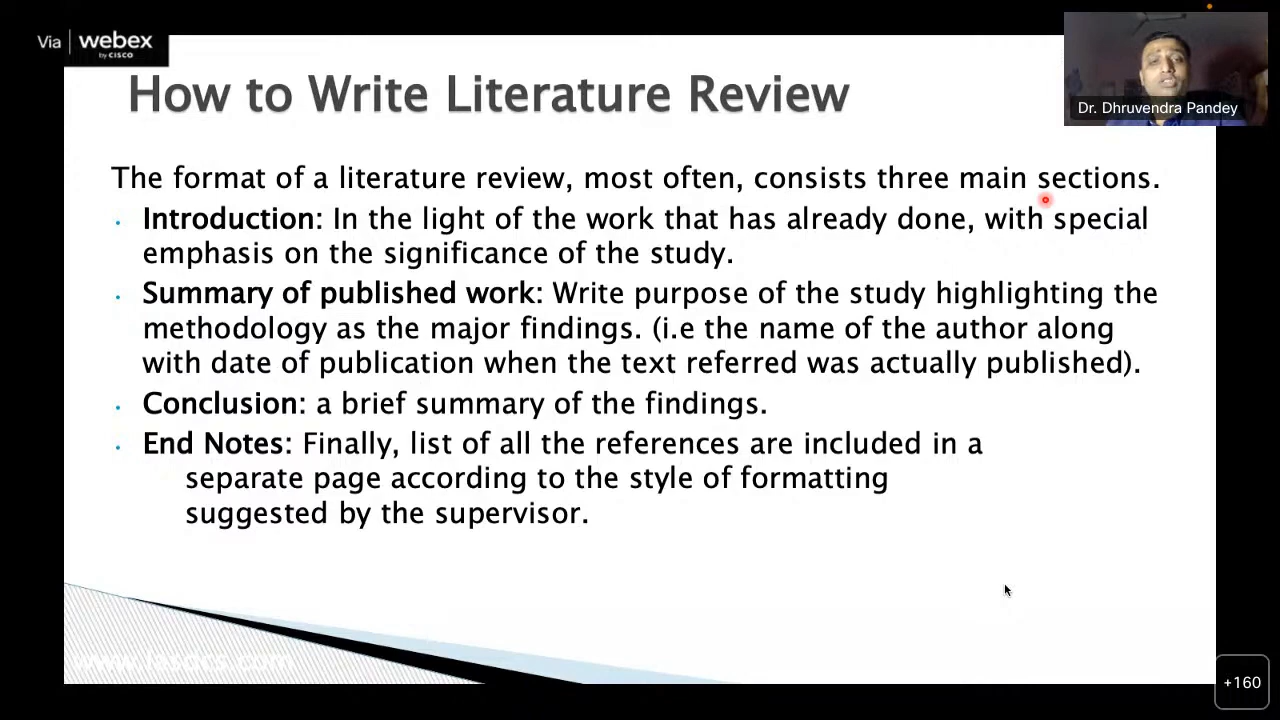 Via | webex
by CISCO
How to Write Literature Review
Dr. Dhruvendra Pandey
The format of a literature review, most often, consists three main sections.
· Introduction: In the light of the work that has already done, with special
emphasis on the significance of the study.
· Summary of published work: Write purpose of the study highlighting the
methodology as the major findings. (i.e the name of the author along
with date of publication when the text referred was actually published).
· Conclusion: a brief summary of the findings.
· End Notes: Finally, list of all the references are included in a
separate page according to the style of formatting
suggested by the supervisor.
+160